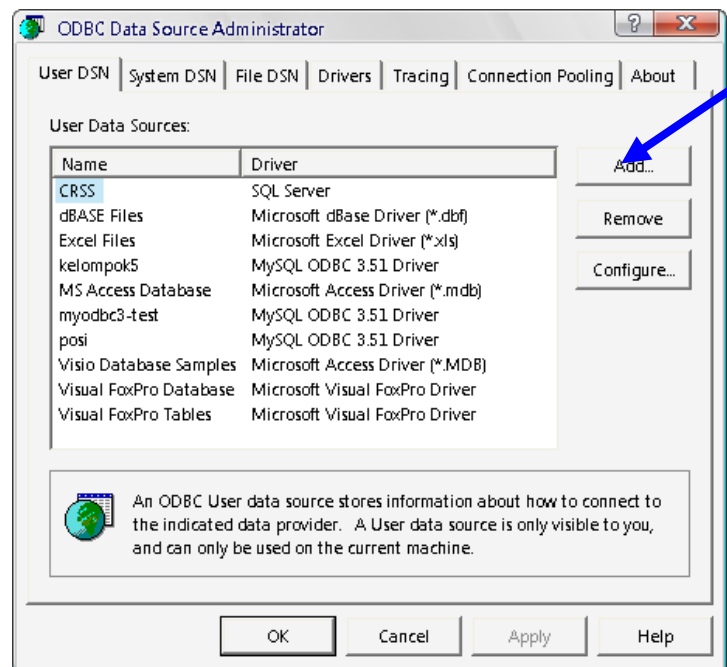 ODBC Data Source Administrator
User DSN System DSN File DSN Drivers Tracing Connection Pooling About
User Data Sources:
Name Driver
CRSS SQL Server
dBASE Files Microsoft dBase Driver (*.dbf)
Excel Files Microsoft Excel Driver (*.xls)
kelompok5 MySQL ODBC 3.51 Driver
MS Access Database Microsoft Access Driver (*.mdb)
myodbc3-test MySQL ODBC 3.51 Driver
posi MySQL ODBC 3.51 Driver
Visio Database Samples Microsoft Access Driver (*.MDB)
Visual FoxPro Database Microsoft Visual FoxPro Driver
Visual FoxPro Tables Microsoft Visual FoxPro Driver
Add...
Remove
Configure...
An ODBC User data source stores information about how to connect to
the indicated data provider. A User data source is only visible to you,
and can only be used on the current machine.
OK Cancel Apply Help